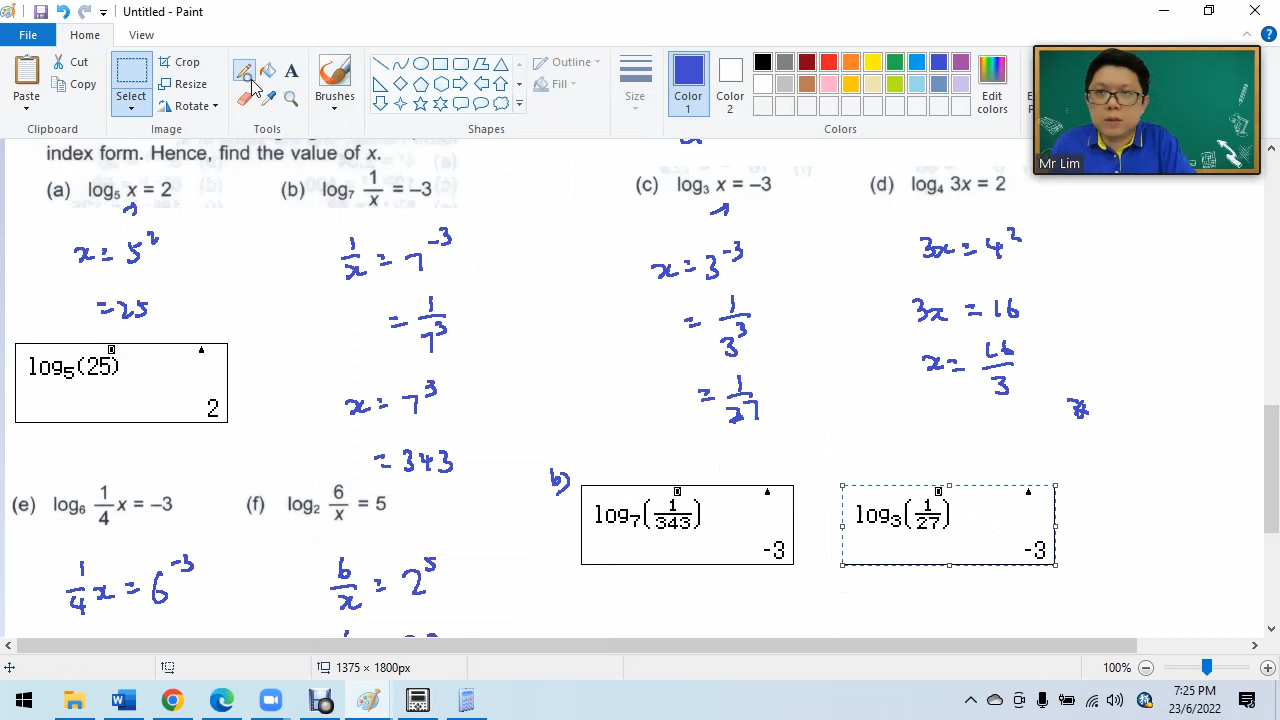 Untitled - Paint
File
Home
View
Paste
Cut
Copy
Clipboard
Select
Crop
Resize
Rotate
Image
Tools
Brushes
Shapes
Outline
Fill
Size
Color 1
Color 2
Colors
Edit colors
Mr Lim
index form. Hence, find the value of x.
(a) log₅ x = 2
(b) log₇ 1/x = –3
(c) log₃ x = –3
(d) log₄ 3x = 2
x = 5²
= 25
log₅(25)
2
1/x = 7⁻³
= 1/7³
x = 7³
= 343
x = 3⁻³
= 1/3³
= 1/27
3x = 4²
3x = 16
x = 16/3
(e) log₆ 1/4 x = –3
(f) log₂ 6/x = 5
b)
log₇(1/343)
-3
log₃(1/27)
-3
1/4 x = 6⁻³
6/x = 2⁵
1375 × 1800px
100%
7:25 PM
23/6/2022